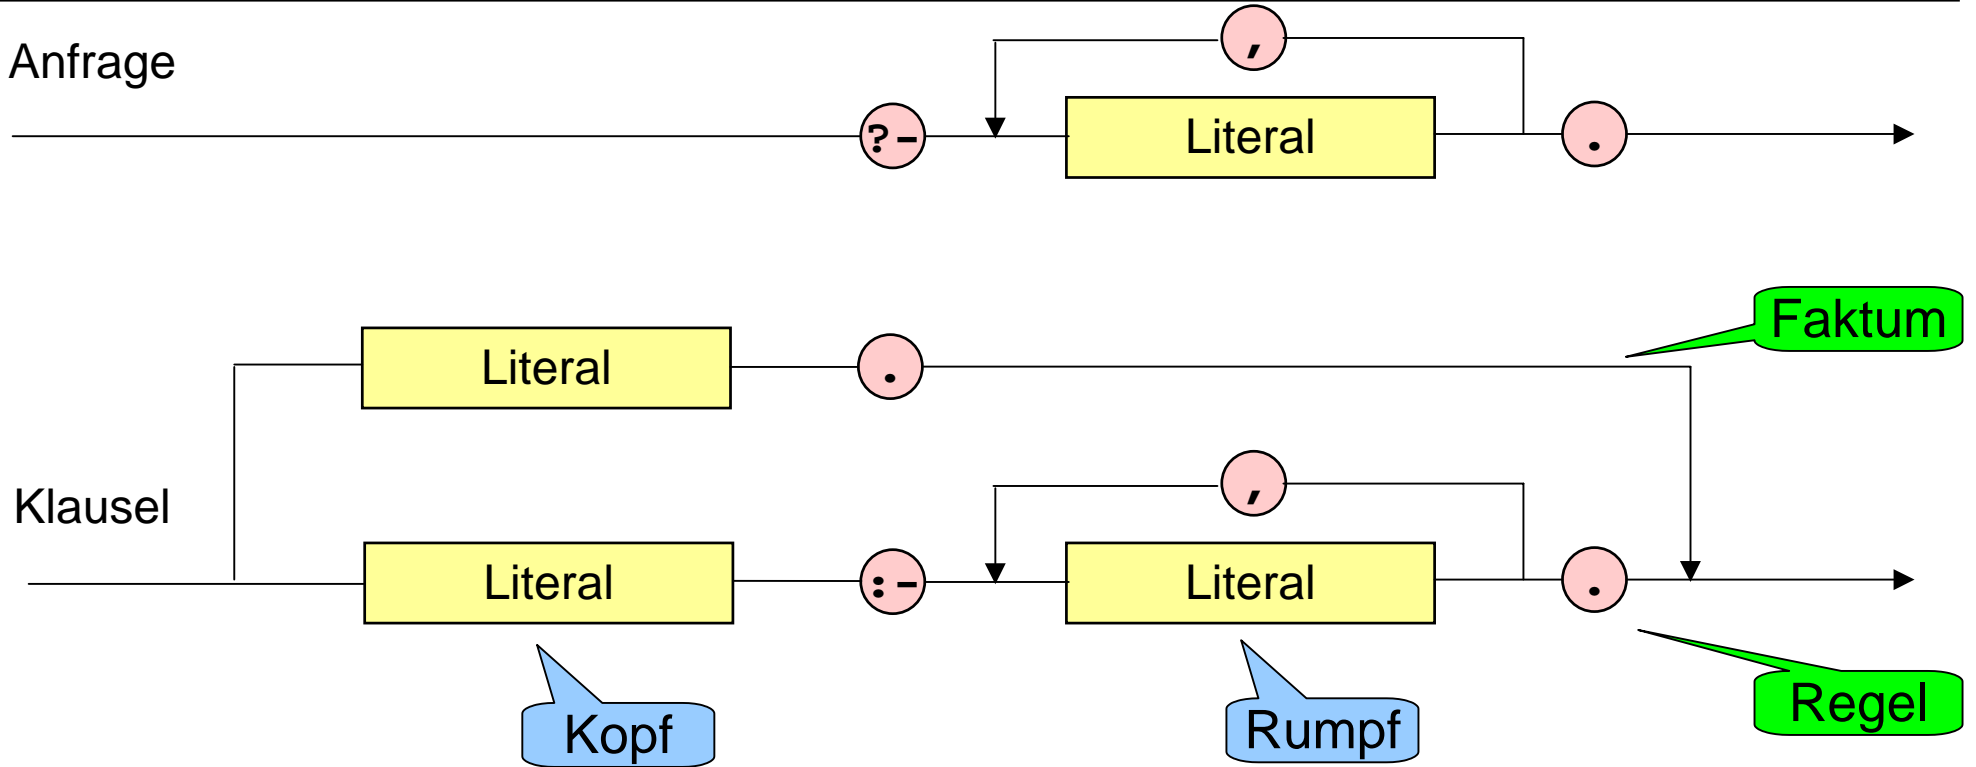 Anfrage
,
?- Literal .
Faktum
Literal .
Klausel
,
Literal :- Literal .
Kopf
Rumpf
Regel